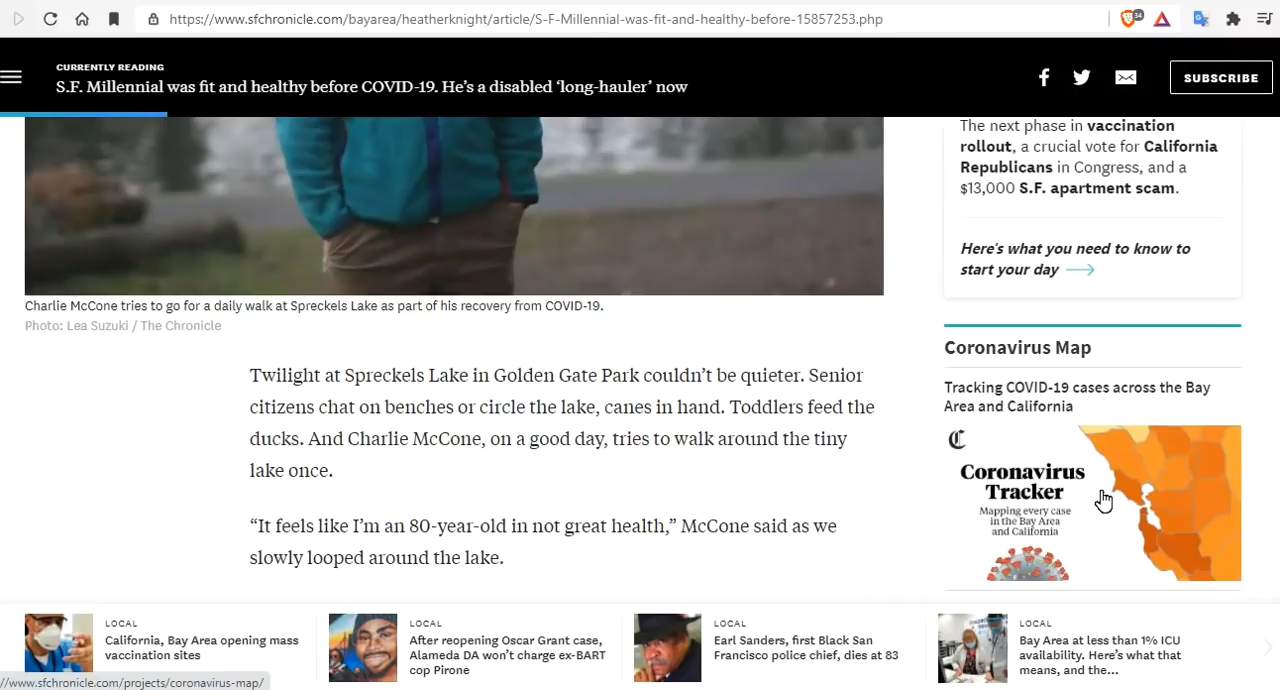 https://www.sfchronicle.com/bayarea/heatherknight/article/S-F-Millennial-was-fit-and-healthy-before-15857253.php
34
CURRENTLY READING
S.F. Millennial was fit and healthy before COVID-19. He’s a disabled ‘long-hauler’ now
SUBSCRIBE
The next phase in vaccination
rollout, a crucial vote for California
Republicans in Congress, and a
$13,000 S.F. apartment scam.
Here's what you need to know to
start your day
Charlie McCone tries to go for a daily walk at Spreckels Lake as part of his recovery from COVID-19.
Photo: Lea Suzuki / The Chronicle
Twilight at Spreckels Lake in Golden Gate Park couldn’t be quieter. Senior
citizens chat on benches or circle the lake, canes in hand. Toddlers feed the
ducks. And Charlie McCone, on a good day, tries to walk around the tiny
lake once.
“It feels like I’m an 80-year-old in not great health,” McCone said as we
slowly looped around the lake.
Coronavirus Map
Tracking COVID-19 cases across the Bay
Area and California
C
Coronavirus
Tracker
Mapping every case
in the Bay Area
and California
LOCAL
California, Bay Area opening mass
vaccination sites
LOCAL
After reopening Oscar Grant case,
Alameda DA won’t charge ex-BART
cop Pirone
LOCAL
Earl Sanders, first Black San
Francisco police chief, dies at 83
LOCAL
Bay Area at less than 1% ICU
availability. Here’s what that
means, and the...
//www.sfchronicle.com/projects/coronavirus-map/